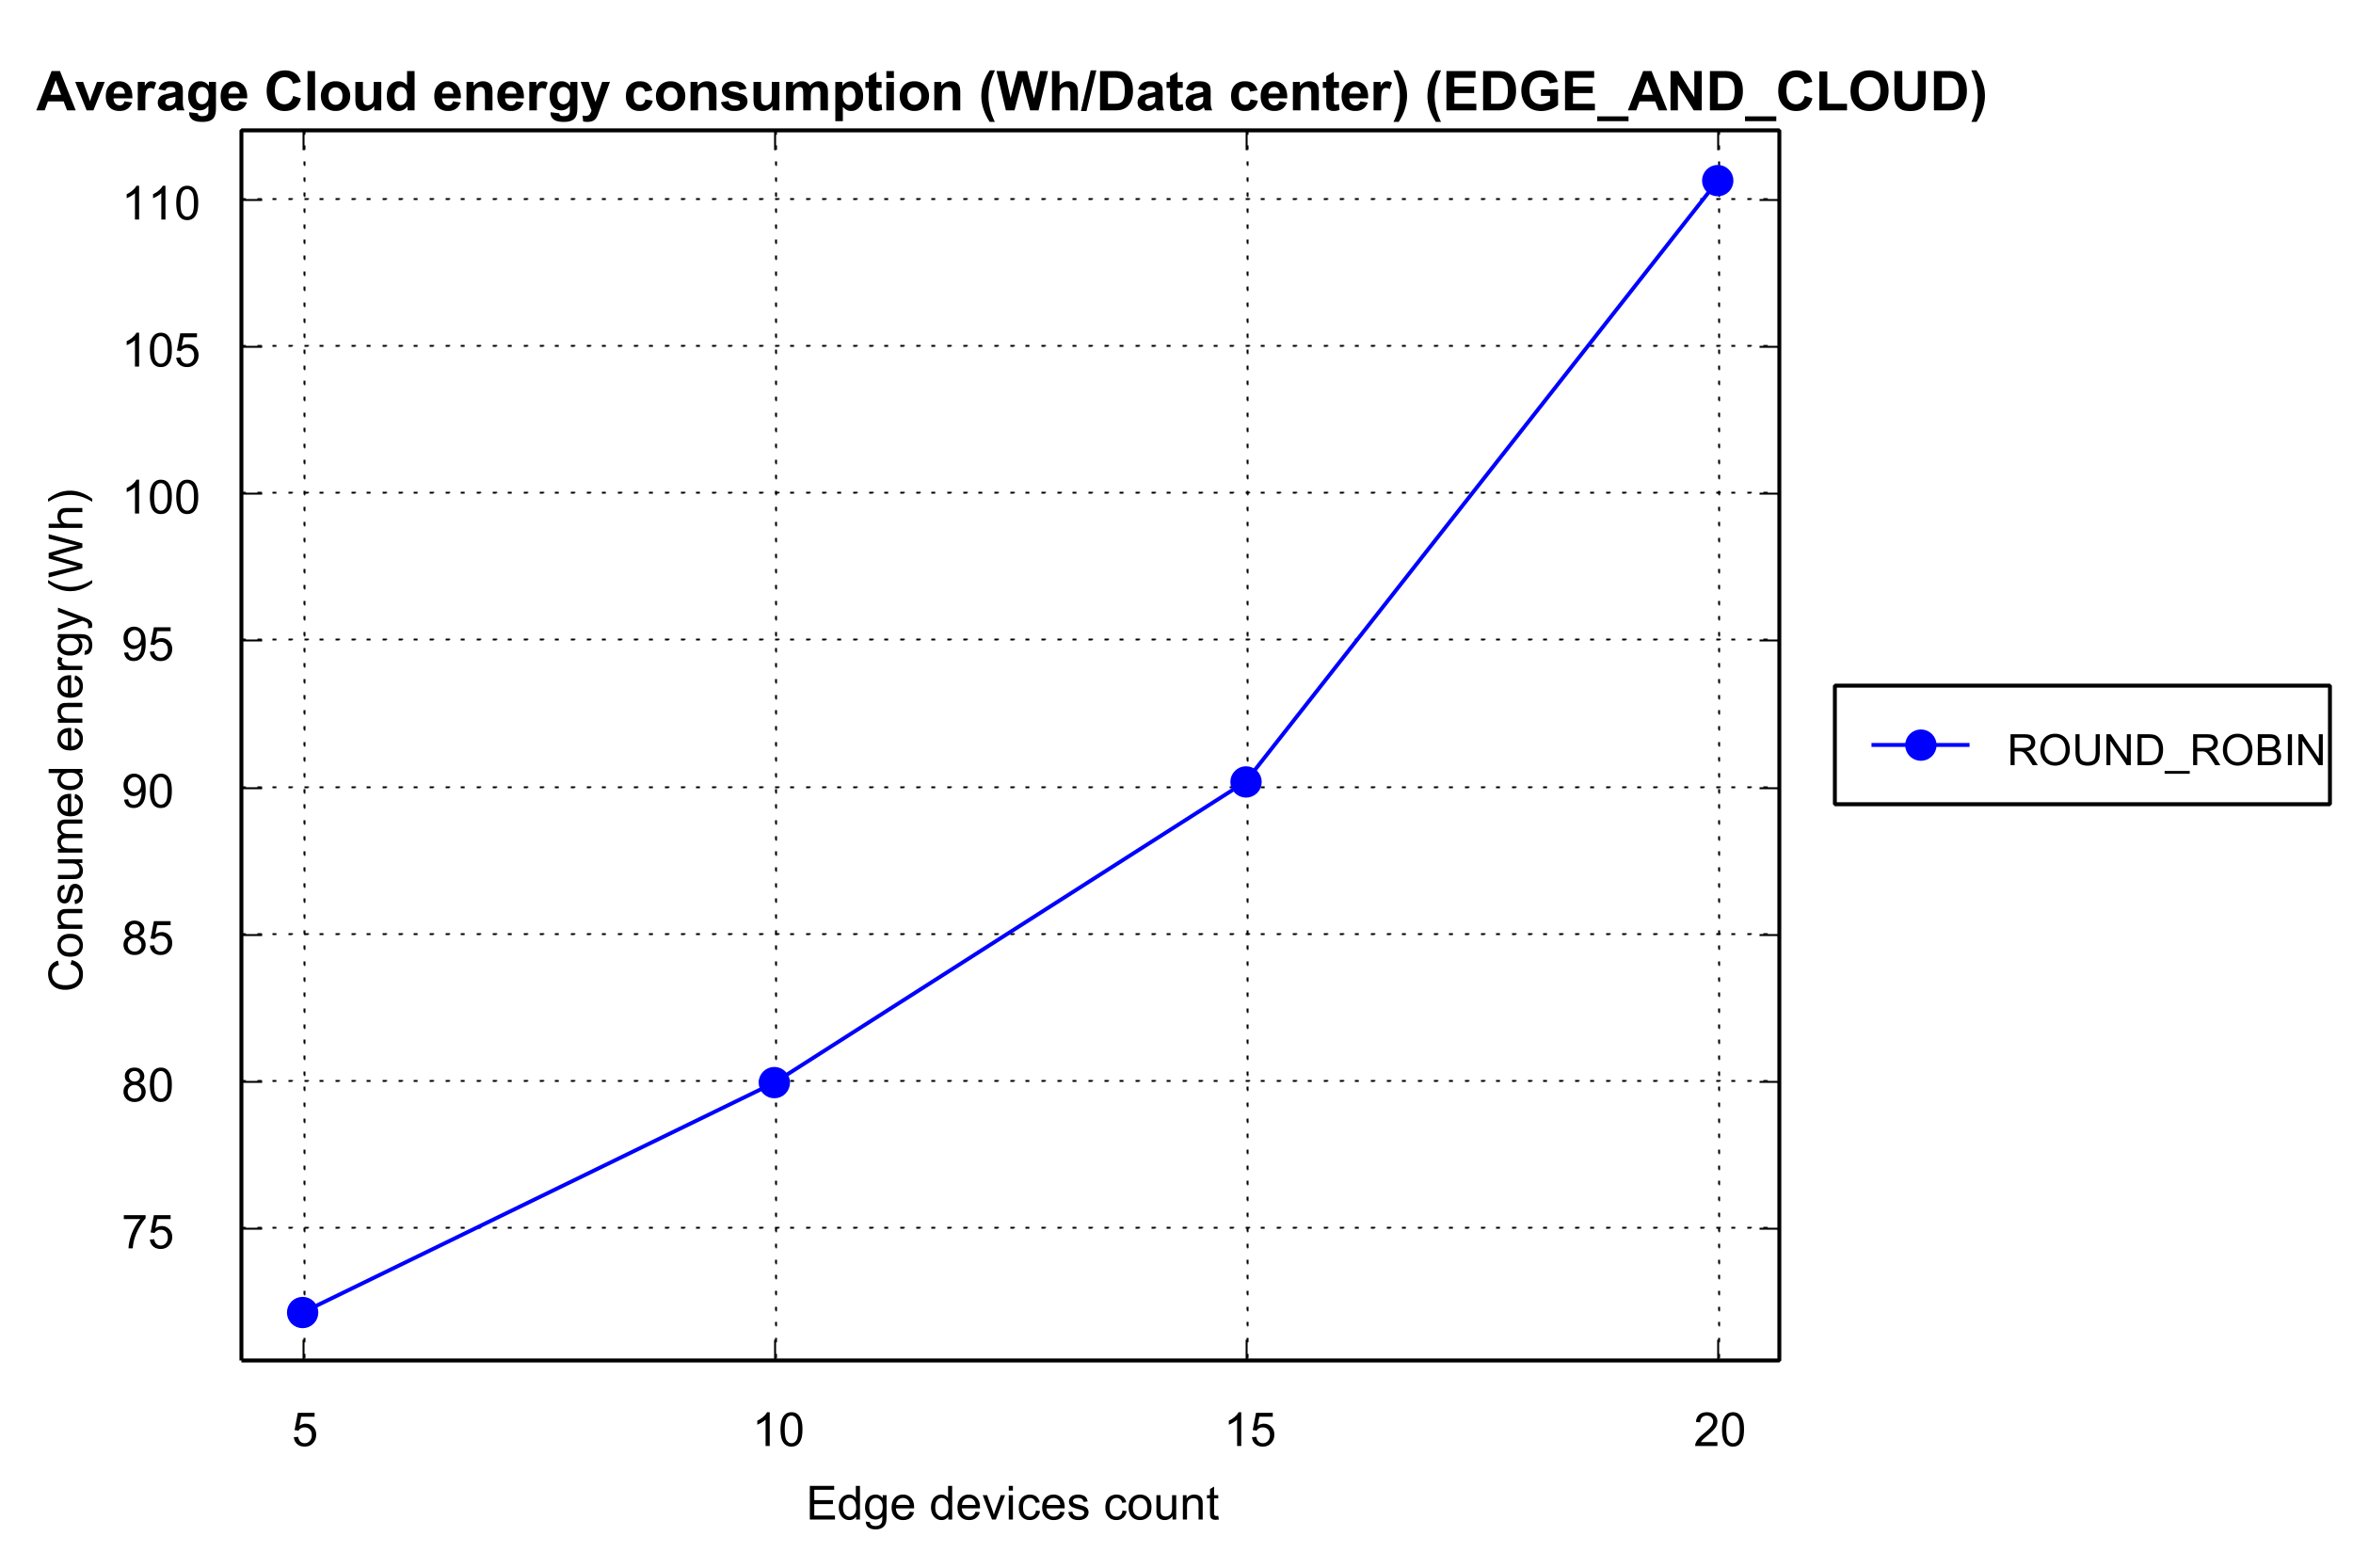 Average Cloud energy consumption (Wh/Data center) (EDGE_AND_CLOUD)
Consumed energy (Wh)
110
105
100
95
90
85
80
75
5 10 15 20
Edge devices count
ROUND_ROBIN